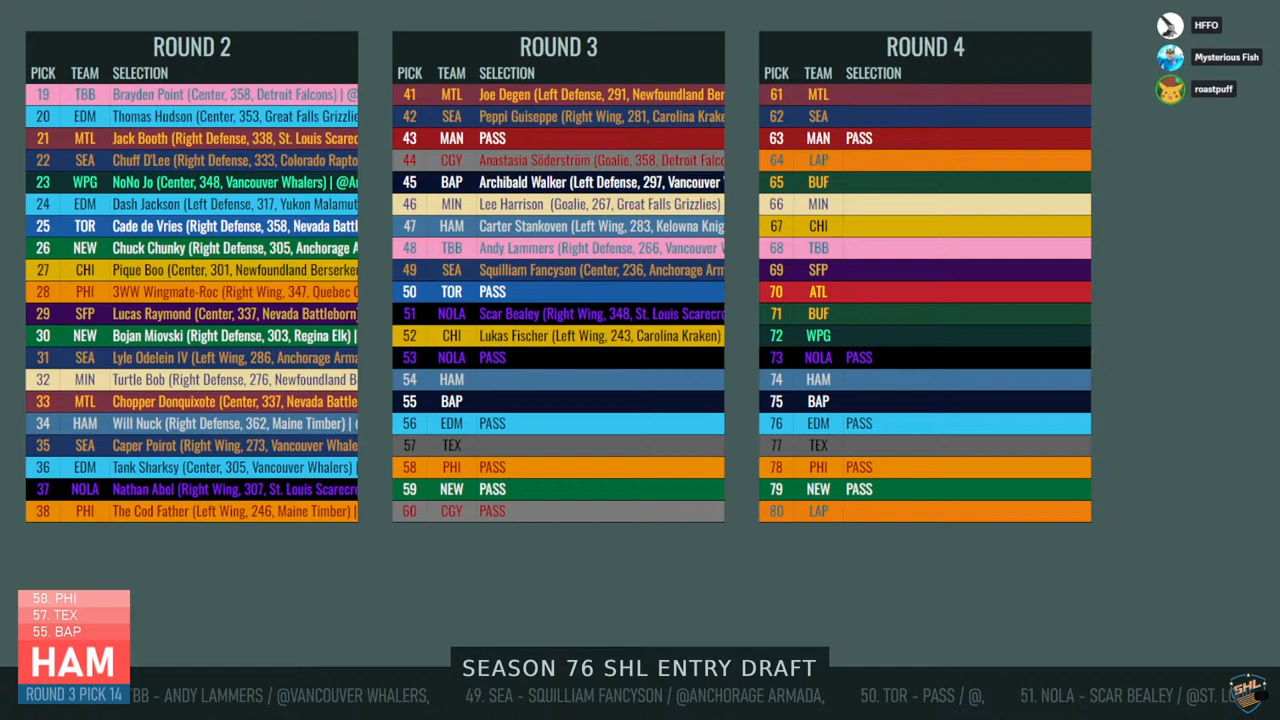 ROUND 2
PICK TEAM SELECTION
19 TBB Brayden Point (Center, 358, Detroit Falcons) | @
20 EDM Thomas Hudson (Center, 353, Great Falls Grizzlie
21 MTL Jack Booth (Right Defense, 338, St. Louis Scarec
22 SEA Chuff D'Lee (Right Defense, 333, Colorado Rapto
23 WPG NoNo Jo (Center, 348, Vancouver Whalers) | @A
24 EDM Dash Jackson (Left Defense, 317, Yukon Malamut
25 TOR Cade de Vries (Right Defense, 358, Nevada Battl
26 NEW Chuck Chunky (Right Defense, 305, Anchorage A
27 CHI Pique Boo (Center, 301, Newfoundland Berserker
28 PHI 3WW Wingmate-Roc (Right Wing, 347, Quebec C
29 SFP Lucas Raymond (Center, 337, Nevada Battleborn)
30 NEW Bojan Miovski (Right Defense, 303, Regina Elk) |
31 SEA Lyle Odelein IV (Left Wing, 286, Anchorage Arma
32 MIN Turtle Bob (Right Defense, 276, Newfoundland B
33 MTL Chopper Donquixote (Center, 337, Nevada Battle
34 HAM Will Nuck (Right Defense, 362, Maine Timber) |
35 SEA Caper Poirot (Right Wing, 273, Vancouver Whale
36 EDM Tank Sharksy (Center, 305, Vancouver Whalers) |
37 NOLA Nathan Abel (Right Wing, 307, St. Louis Scarecr
38 PHI The Cod Father (Left Wing, 246, Maine Timber) |
ROUND 3
PICK TEAM SELECTION
41 MTL Joe Degen (Left Defense, 291, Newfoundland Ber
42 SEA Peppi Guiseppe (Right Wing, 281, Carolina Krake
43 MAN PASS
44 CGY Anastasia Söderström (Goalie, 358, Detroit Falco
45 BAP Archibald Walker (Left Defense, 297, Vancouver
46 MIN Lee Harrison (Goalie, 267, Great Falls Grizzlies)
47 HAM Carter Stankoven (Left Wing, 283, Kelowna Knig
48 TBB Andy Lammers (Right Defense, 266, Vancouver
49 SEA Squilliam Fancyson (Center, 236, Anchorage Arm
50 TOR PASS
51 NOLA Scar Bealey (Right Wing, 348, St. Louis Scarecro
52 CHI Lukas Fischer (Left Wing, 243, Carolina Kraken)
53 NOLA PASS
54 HAM
55 BAP
56 EDM PASS
57 TEX
58 PHI PASS
59 NEW PASS
60 CGY PASS
ROUND 4
PICK TEAM SELECTION
61 MTL
62 SEA
63 MAN PASS
64 LAP
65 BUF
66 MIN
67 CHI
68 TBB
69 SFP
70 ATL
71 BUF
72 WPG
73 NOLA PASS
74 HAM
75 BAP
76 EDM PASS
77 TEX
78 PHI PASS
79 NEW PASS
80 LAP
HFFO
Mysterious Fish
roastpuff
58. PHI
57. TEX
55. BAP
HAM
ROUND 3 PICK 14
SEASON 76 SHL ENTRY DRAFT
BB - ANDY LAMMERS / @VANCOUVER WHALERS, 49. SEA - SQUILLIAM FANCYSON / @ANCHORAGE ARMADA, 50. TOR - PASS / @, 51. NOLA - SCAR BEALEY / @ST. L
SHL